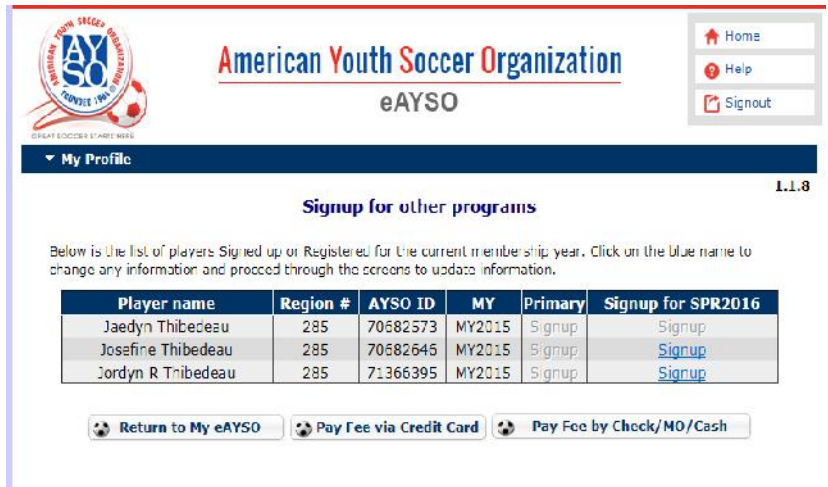 AMERICAN YOUTH SOCCER ORGANIZATION
AY
SO
FOUNDED 1964
GREAT SOCCER STARTS HERE
American Youth Soccer Organization
eAYSO
Home
Help
Signout
My Profile
1.1.8
Signup for other programs
Below is the list of players Signed up or Registered for the current membership year. Click on the blue name to
change any information and proceed through the screens to update information.
Player name Region # AYSO ID MY Primary Signup for SPR2016
Jaedyn Thibedeau 285 70682573 MY2015 Signup Signup
Josefine Thibedeau 285 70682646 MY2015 Signup Signup
Jordyn R Thibedeau 285 71366395 MY2015 Signup Signup
Return to My eAYSO Pay Fee via Credit Card Pay Fee by Check/MO/Cash